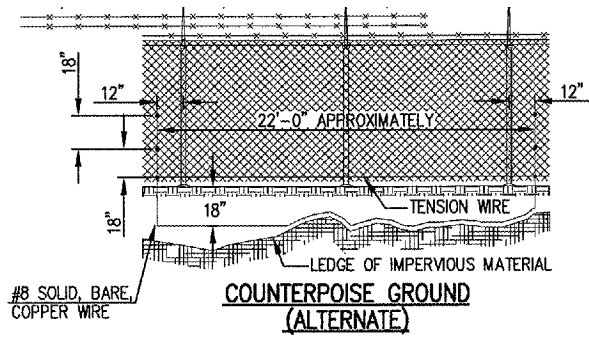 18"
12"
12"
22'-0" APPROXIMATELY
18"
18"
TENSION WIRE
LEDGE OF IMPERVIOUS MATERIAL
#8 SOLID, BARE,
COPPER WIRE
COUNTERPOISE GROUND
(ALTERNATE)